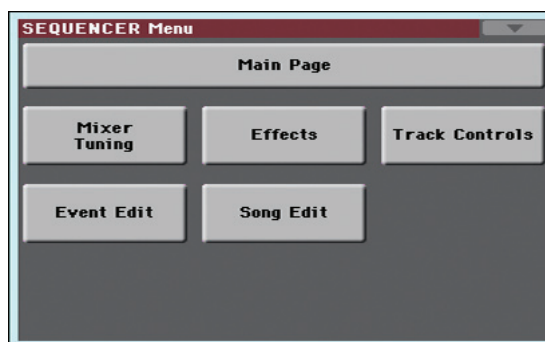 SEQUENCER Menu
Main Page
Mixer
Tuning
Effects
Track Controls
Event Edit
Song Edit